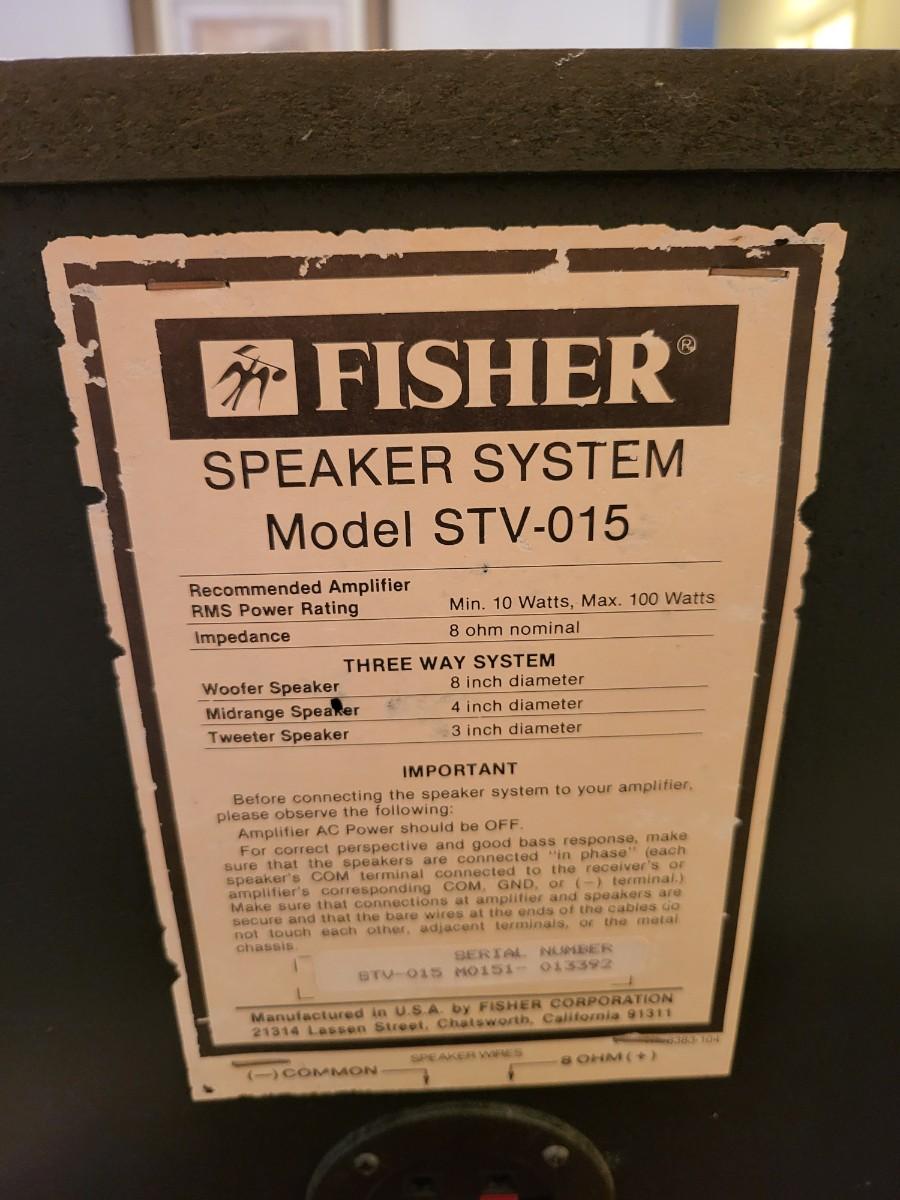 FISHER®
SPEAKER SYSTEM
Model STV-015
Recommended Amplifier
RMS Power Rating Min. 10 Watts, Max. 100 Watts
Impedance 8 ohm nominal
THREE WAY SYSTEM
Woofer Speaker 8 inch diameter
Midrange Speaker 4 inch diameter
Tweeter Speaker 3 inch diameter
IMPORTANT
Before connecting the speaker system to your amplifier,
please observe the following:
Amplifier AC Power should be OFF.
For correct perspective and good bass response, make
sure that the speakers are connected "in phase" (each
speaker's COM terminal connected to the receiver's or
amplifier's corresponding COM, GND, or (-) terminal.)
Make sure that connections at amplifier and speakers are
secure and that the bare wires at the ends of the cables do
not touch each other, adjacent terminals, or the metal
chassis.
SERIAL NUMBER
STV-015 M0151- 013392
Manufactured in U.S.A. by FISHER CORPORATION
21314 Lassen Street, Chatsworth, California 91311
SPEAKER WIRES
(-) COMMON 8 OHM (+)